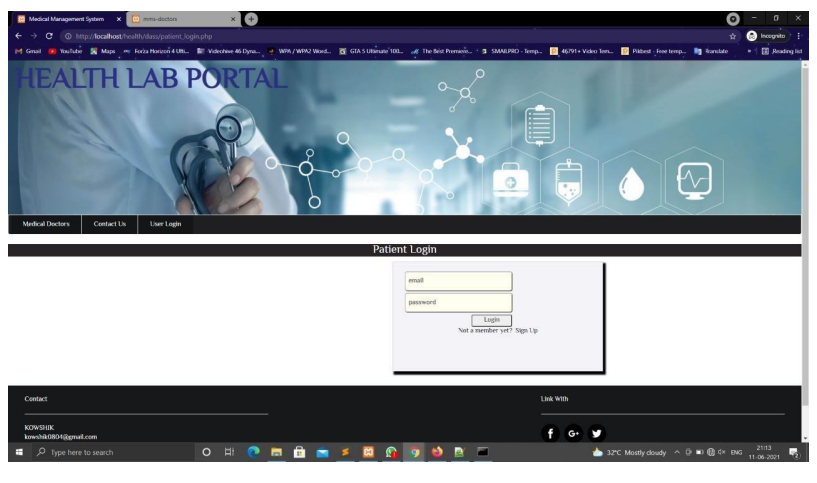 Medical Management System
mms-doctors
Incognito
http://localhost/health/dass/patient_login.php
Gmail YouTube Maps Forza Horizon 4 Ulti... Videohive 46 Dyna... WPA / WPA2 Word... GTA 5 Ultimate 100... The Best Premiere... SMAILPRO - Temp... 46791+ Video Tem... Pikbest - Free temp... Translate » Reading list
HEALTH LAB PORTAL
Medical Doctors Contact Us User Login
Patient Login
email
password
Login
Not a member yet? Sign Up
Contact
Link With
KOWSHIK
kowshik0804@gmail.com
f G+
Type here to search
32°C Mostly cloudy
ENG
21:13
11-06-2021